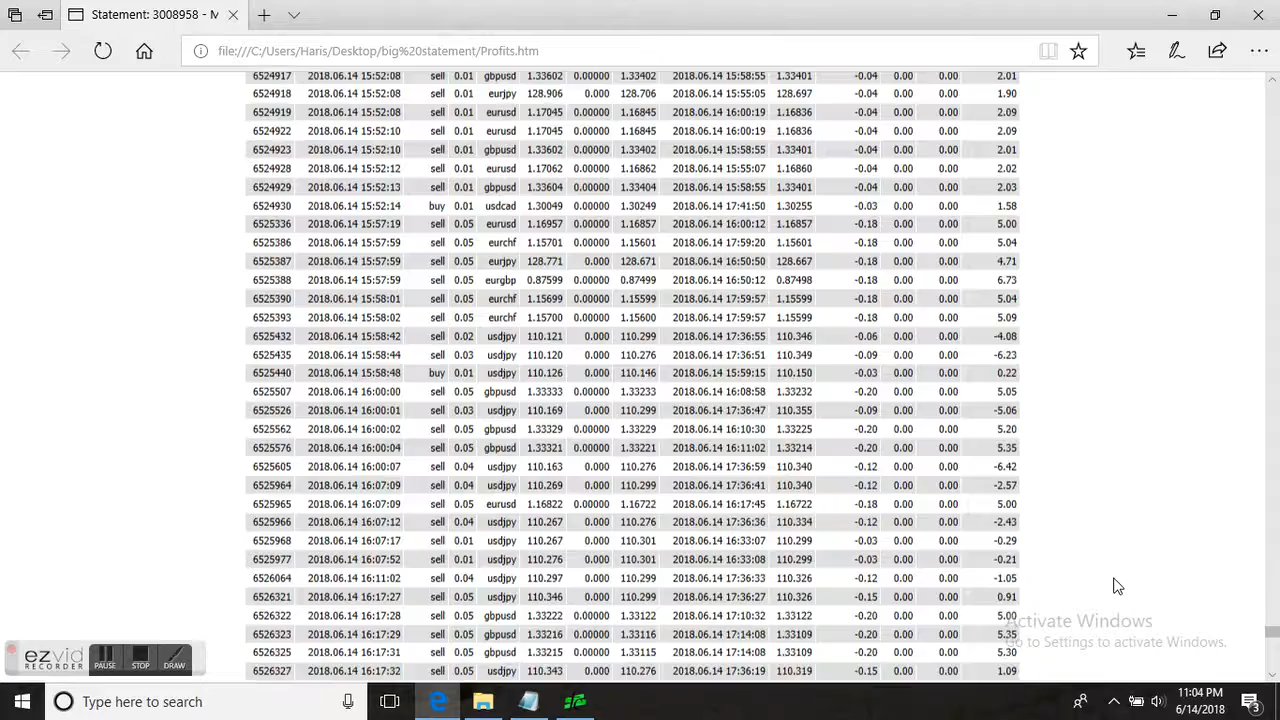 Statement: 3008958 - M
file:///C:/Users/Haris/Desktop/big%20statement/Profits.htm
6524917 2018.06.14 15:52:08 sell 0.01 gbpusd 1.33602 0.00000 1.33402 2018.06.14 15:58:55 1.33401 -0.04 0.00 0.00 2.01
6524918 2018.06.14 15:52:08 sell 0.01 eurjpy 128.906 0.000 128.706 2018.06.14 15:55:05 128.697 -0.04 0.00 0.00 1.90
6524919 2018.06.14 15:52:08 sell 0.01 eurusd 1.17045 0.00000 1.16845 2018.06.14 16:00:19 1.16836 -0.04 0.00 0.00 2.09
6524922 2018.06.14 15:52:10 sell 0.01 eurusd 1.17045 0.00000 1.16845 2018.06.14 16:00:19 1.16836 -0.04 0.00 0.00 2.09
6524923 2018.06.14 15:52:10 sell 0.01 gbpusd 1.33602 0.00000 1.33402 2018.06.14 15:58:55 1.33401 -0.04 0.00 0.00 2.01
6524928 2018.06.14 15:52:12 sell 0.01 eurusd 1.17062 0.00000 1.16862 2018.06.14 15:55:07 1.16860 -0.04 0.00 0.00 2.02
6524929 2018.06.14 15:52:13 sell 0.01 gbpusd 1.33604 0.00000 1.33404 2018.06.14 15:58:55 1.33401 -0.04 0.00 0.00 2.03
6524930 2018.06.14 15:52:14 buy 0.01 usdcad 1.30049 0.00000 1.30249 2018.06.14 17:41:50 1.30255 -0.03 0.00 0.00 1.58
6525336 2018.06.14 15:57:19 sell 0.05 eurusd 1.16957 0.00000 1.16857 2018.06.14 16:00:12 1.16857 -0.18 0.00 0.00 5.00
6525386 2018.06.14 15:57:59 sell 0.05 eurchf 1.15701 0.00000 1.15601 2018.06.14 17:59:20 1.15601 -0.18 0.00 0.00 5.04
6525387 2018.06.14 15:57:59 sell 0.05 eurjpy 128.771 0.000 128.671 2018.06.14 16:50:50 128.667 -0.18 0.00 0.00 4.71
6525388 2018.06.14 15:57:59 sell 0.05 eurgbp 0.87599 0.00000 0.87499 2018.06.14 16:50:12 0.87498 -0.18 0.00 0.00 6.73
6525390 2018.06.14 15:58:01 sell 0.05 eurchf 1.15699 0.00000 1.15599 2018.06.14 17:59:57 1.15599 -0.18 0.00 0.00 5.04
6525393 2018.06.14 15:58:02 sell 0.05 eurchf 1.15700 0.00000 1.15600 2018.06.14 17:59:57 1.15599 -0.18 0.00 0.00 5.09
6525432 2018.06.14 15:58:42 sell 0.02 usdjpy 110.121 0.000 110.299 2018.06.14 17:36:55 110.346 -0.06 0.00 0.00 -4.08
6525435 2018.06.14 15:58:44 sell 0.03 usdjpy 110.120 0.000 110.276 2018.06.14 17:36:51 110.349 -0.09 0.00 0.00 -6.23
6525440 2018.06.14 15:58:48 buy 0.01 usdjpy 110.126 0.000 110.146 2018.06.14 15:59:15 110.150 -0.03 0.00 0.00 0.22
6525507 2018.06.14 16:00:00 sell 0.05 gbpusd 1.33333 0.00000 1.33233 2018.06.14 16:08:58 1.33232 -0.20 0.00 0.00 5.05
6525526 2018.06.14 16:00:01 sell 0.03 usdjpy 110.169 0.000 110.299 2018.06.14 17:36:47 110.355 -0.09 0.00 0.00 -5.06
6525562 2018.06.14 16:00:02 sell 0.05 gbpusd 1.33329 0.00000 1.33229 2018.06.14 16:10:30 1.33225 -0.20 0.00 0.00 5.20
6525576 2018.06.14 16:00:04 sell 0.05 gbpusd 1.33321 0.00000 1.33221 2018.06.14 16:11:02 1.33214 -0.20 0.00 0.00 5.35
6525605 2018.06.14 16:00:07 sell 0.04 usdjpy 110.163 0.000 110.276 2018.06.14 17:36:59 110.340 -0.12 0.00 0.00 -6.42
6525964 2018.06.14 16:07:09 sell 0.04 usdjpy 110.269 0.000 110.299 2018.06.14 17:36:41 110.340 -0.12 0.00 0.00 -2.57
6525965 2018.06.14 16:07:09 sell 0.05 eurusd 1.16822 0.00000 1.16722 2018.06.14 16:17:45 1.16722 -0.18 0.00 0.00 5.00
6525966 2018.06.14 16:07:12 sell 0.04 usdjpy 110.267 0.000 110.276 2018.06.14 17:36:36 110.334 -0.12 0.00 0.00 -2.43
6525968 2018.06.14 16:07:17 sell 0.01 usdjpy 110.267 0.000 110.301 2018.06.14 16:33:07 110.299 -0.03 0.00 0.00 -0.29
6525977 2018.06.14 16:07:52 sell 0.01 usdjpy 110.276 0.000 110.301 2018.06.14 16:33:08 110.299 -0.03 0.00 0.00 -0.21
6526064 2018.06.14 16:11:02 sell 0.04 usdjpy 110.297 0.000 110.299 2018.06.14 17:36:33 110.326 -0.12 0.00 0.00 -1.05
6526321 2018.06.14 16:17:27 sell 0.05 usdjpy 110.346 0.000 110.299 2018.06.14 17:36:27 110.326 -0.15 0.00 0.00 0.91
6526322 2018.06.14 16:17:28 sell 0.05 gbpusd 1.33222 0.00000 1.33122 2018.06.14 17:10:32 1.33122 -0.20 0.00 0.00 5.00
Activate Windows
6526323 2018.06.14 16:17:29 sell 0.05 gbpusd 1.33216 0.00000 1.33116 2018.06.14 17:14:08 1.33109 -0.20 0.00 0.00 5.35
Go to Settings to activate Windows.
6526325 2018.06.14 16:17:31 sell 0.05 gbpusd 1.33215 0.00000 1.33115 2018.06.14 17:14:08 1.33109 -0.20 0.00 0.00 5.30
6526327 2018.06.14 16:17:32 sell 0.05 usdjpy 110.343 0.000 110.276 2018.06.14 17:36:19 110.319 -0.15 0.00 0.00 1.09
ezvid
RECORDER
PAUSE STOP DRAW
Type here to search
11:04 PM
6/14/2018
3